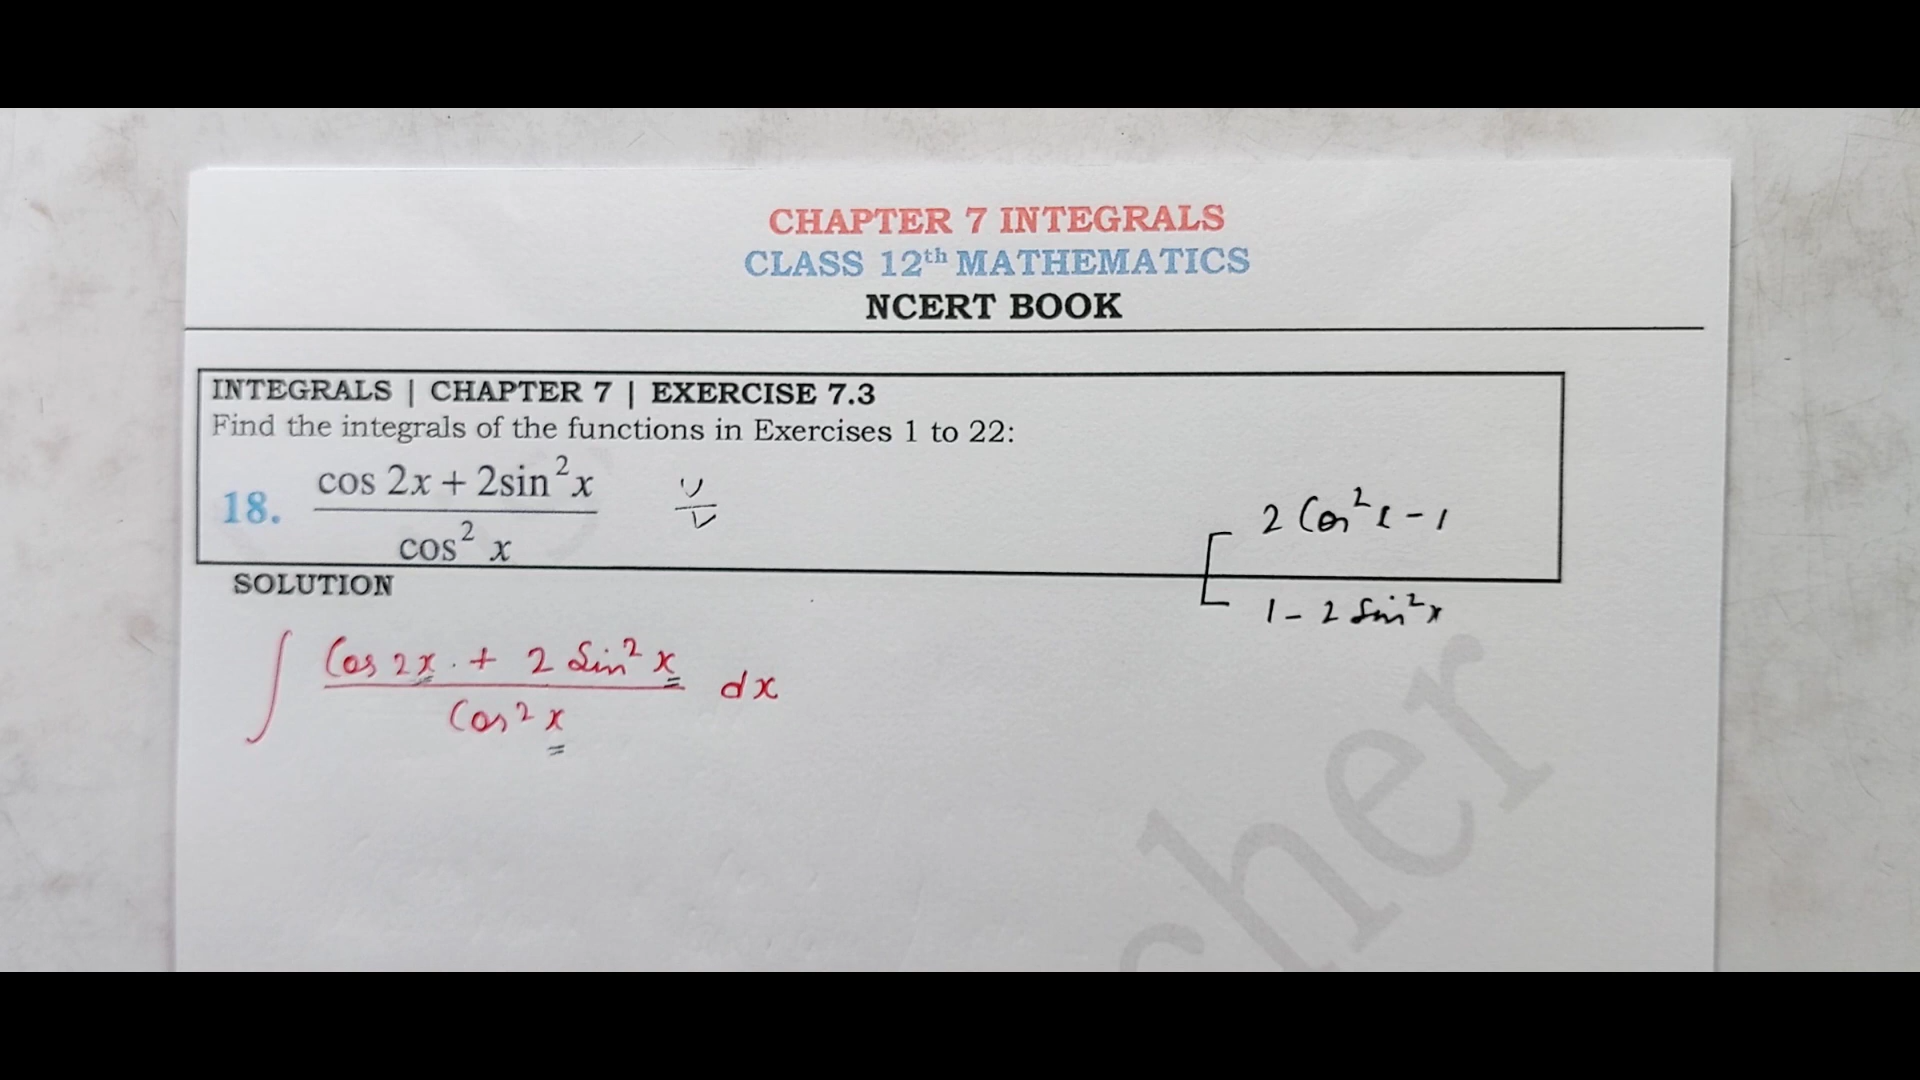 CHAPTER 7 INTEGRALS
CLASS 12th MATHEMATICS
NCERT BOOK
INTEGRALS | CHAPTER 7 | EXERCISE 7.3
Find the integrals of the functions in Exercises 1 to 22:
18. (cos 2x + 2sin²x) / (cos² x)
U/V
2 Cos²x - 1
SOLUTION
1 - 2 Sin²x
∫ (Cos 2x + 2 Sin² x) / (Cos² x) dx
cher